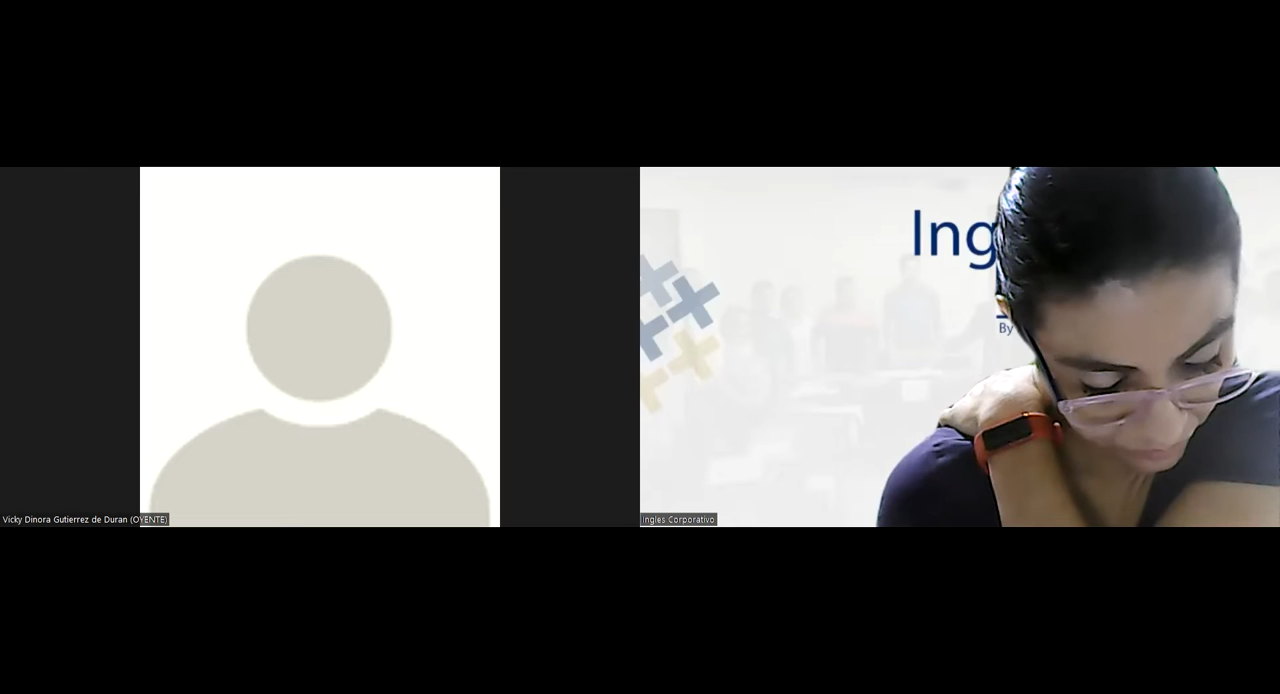 Ing
By
Vicky Dinora Gutierrez de Duran (OYENTE)
Ingles Corporativo